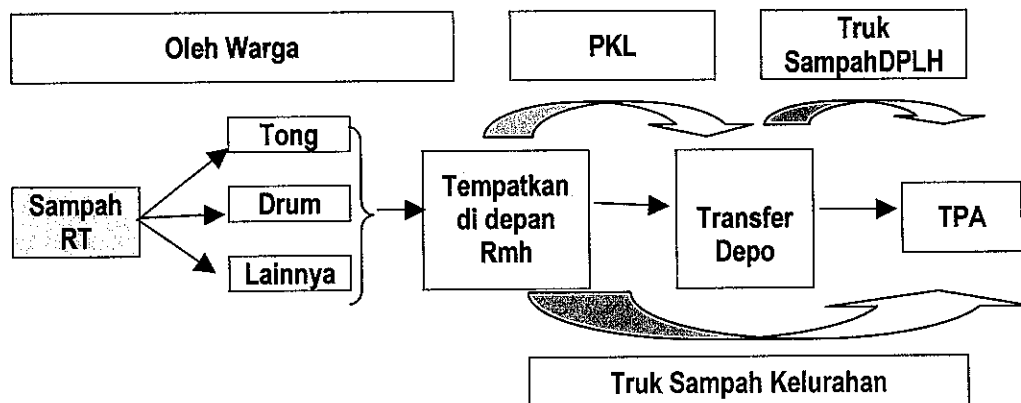 Oleh Warga
PKL
Truk
SampahDPLH
Tong
Sampah
RT
Drum
Lainnya
Tempatkan
di depan
Rmh
Transfer
Depo
TPA
Truk Sampah Kelurahan